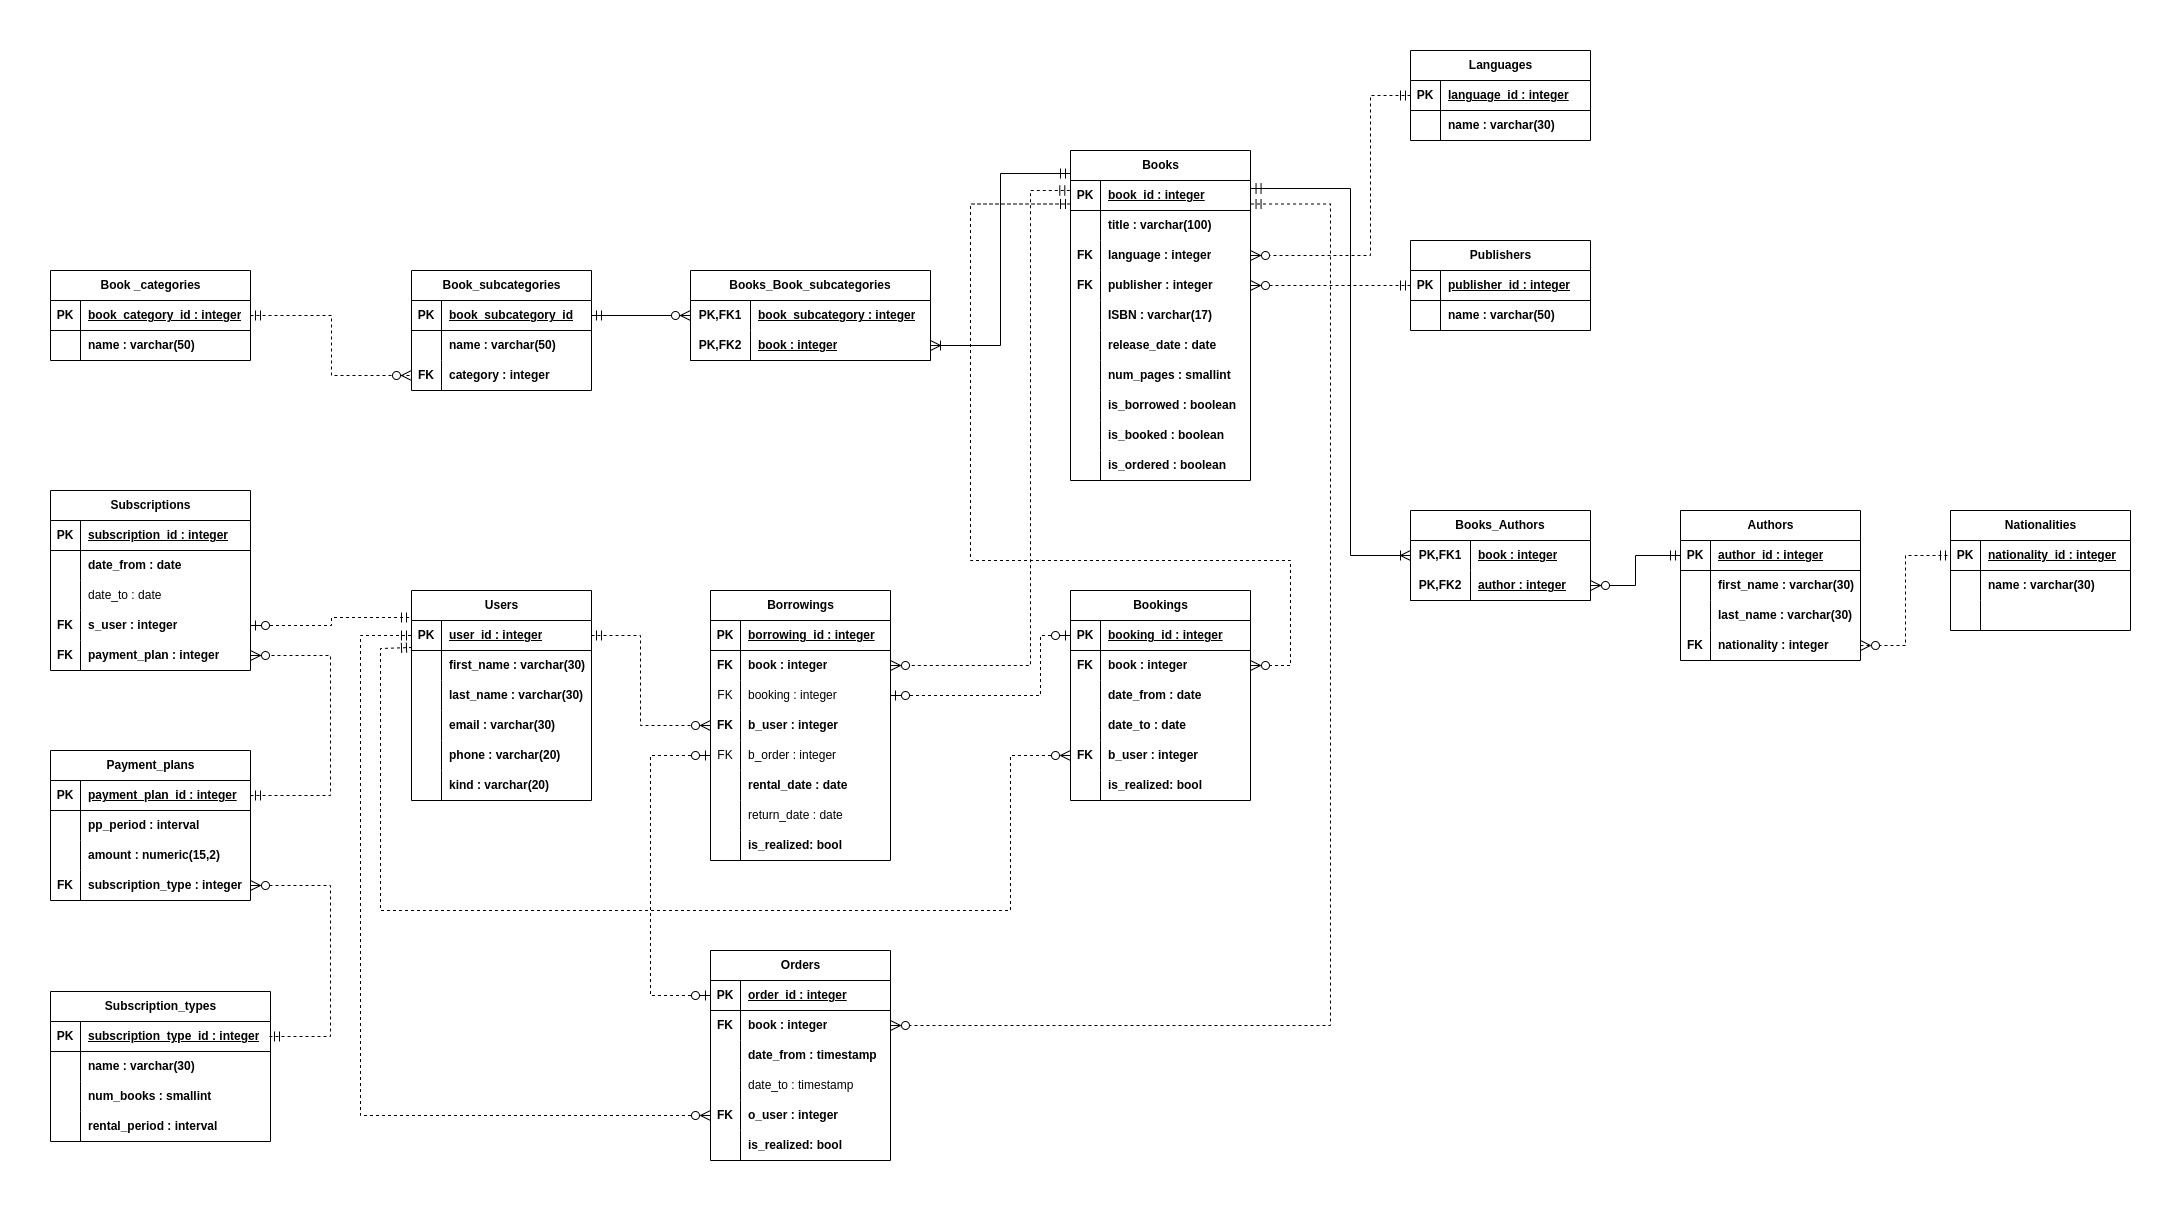 Languages
PK language_id : integer
name : varchar(30)
Books
PK book_id : integer
title : varchar(100)
FK language : integer
FK publisher : integer
ISBN : varchar(17)
release_date : date
num_pages : smallint
is_borrowed : boolean
is_booked : boolean
is_ordered : boolean
Publishers
PK publisher_id : integer
name : varchar(50)
Book _categories
PK book_category_id : integer
name : varchar(50)
Book_subcategories
PK book_subcategory_id
name : varchar(50)
FK category : integer
Books_Book_subcategories
PK,FK1 book_subcategory : integer
PK,FK2 book : integer
Subscriptions
PK subscription_id : integer
date_from : date
date_to : date
FK s_user : integer
FK payment_plan : integer
Users
PK user_id : integer
first_name : varchar(30)
last_name : varchar(30)
email : varchar(30)
phone : varchar(20)
kind : varchar(20)
Borrowings
PK borrowing_id : integer
FK book : integer
FK booking : integer
FK b_user : integer
FK b_order : integer
rental_date : date
return_date : date
is_realized: bool
Bookings
PK booking_id : integer
FK book : integer
date_from : date
date_to : date
FK b_user : integer
is_realized: bool
Books_Authors
PK,FK1 book : integer
PK,FK2 author : integer
Authors
PK author_id : integer
first_name : varchar(30)
last_name : varchar(30)
FK nationality : integer
Nationalities
PK nationality_id : integer
name : varchar(30)
Payment_plans
PK payment_plan_id : integer
pp_period : interval
amount : numeric(15,2)
FK subscription_type : integer
Subscription_types
PK subscription_type_id : integer
name : varchar(30)
num_books : smallint
rental_period : interval
Orders
PK order_id : integer
FK book : integer
date_from : timestamp
date_to : timestamp
FK o_user : integer
is_realized: bool